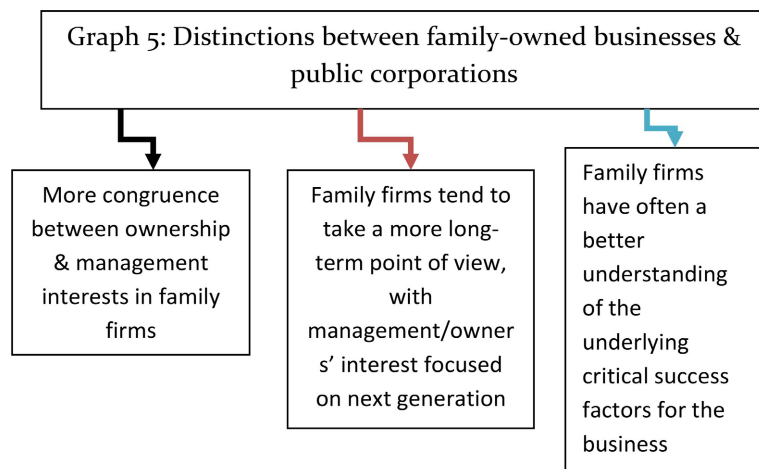 Graph 5: Distinctions between family-owned businesses &
public corporations
More congruence
between ownership
& management
interests in family
firms
Family firms tend to
take a more long-
term point of view,
with
management/owner
s’ interest focused
on next generation
Family firms
have often a
better
understanding
of the
underlying
critical success
factors for the
business